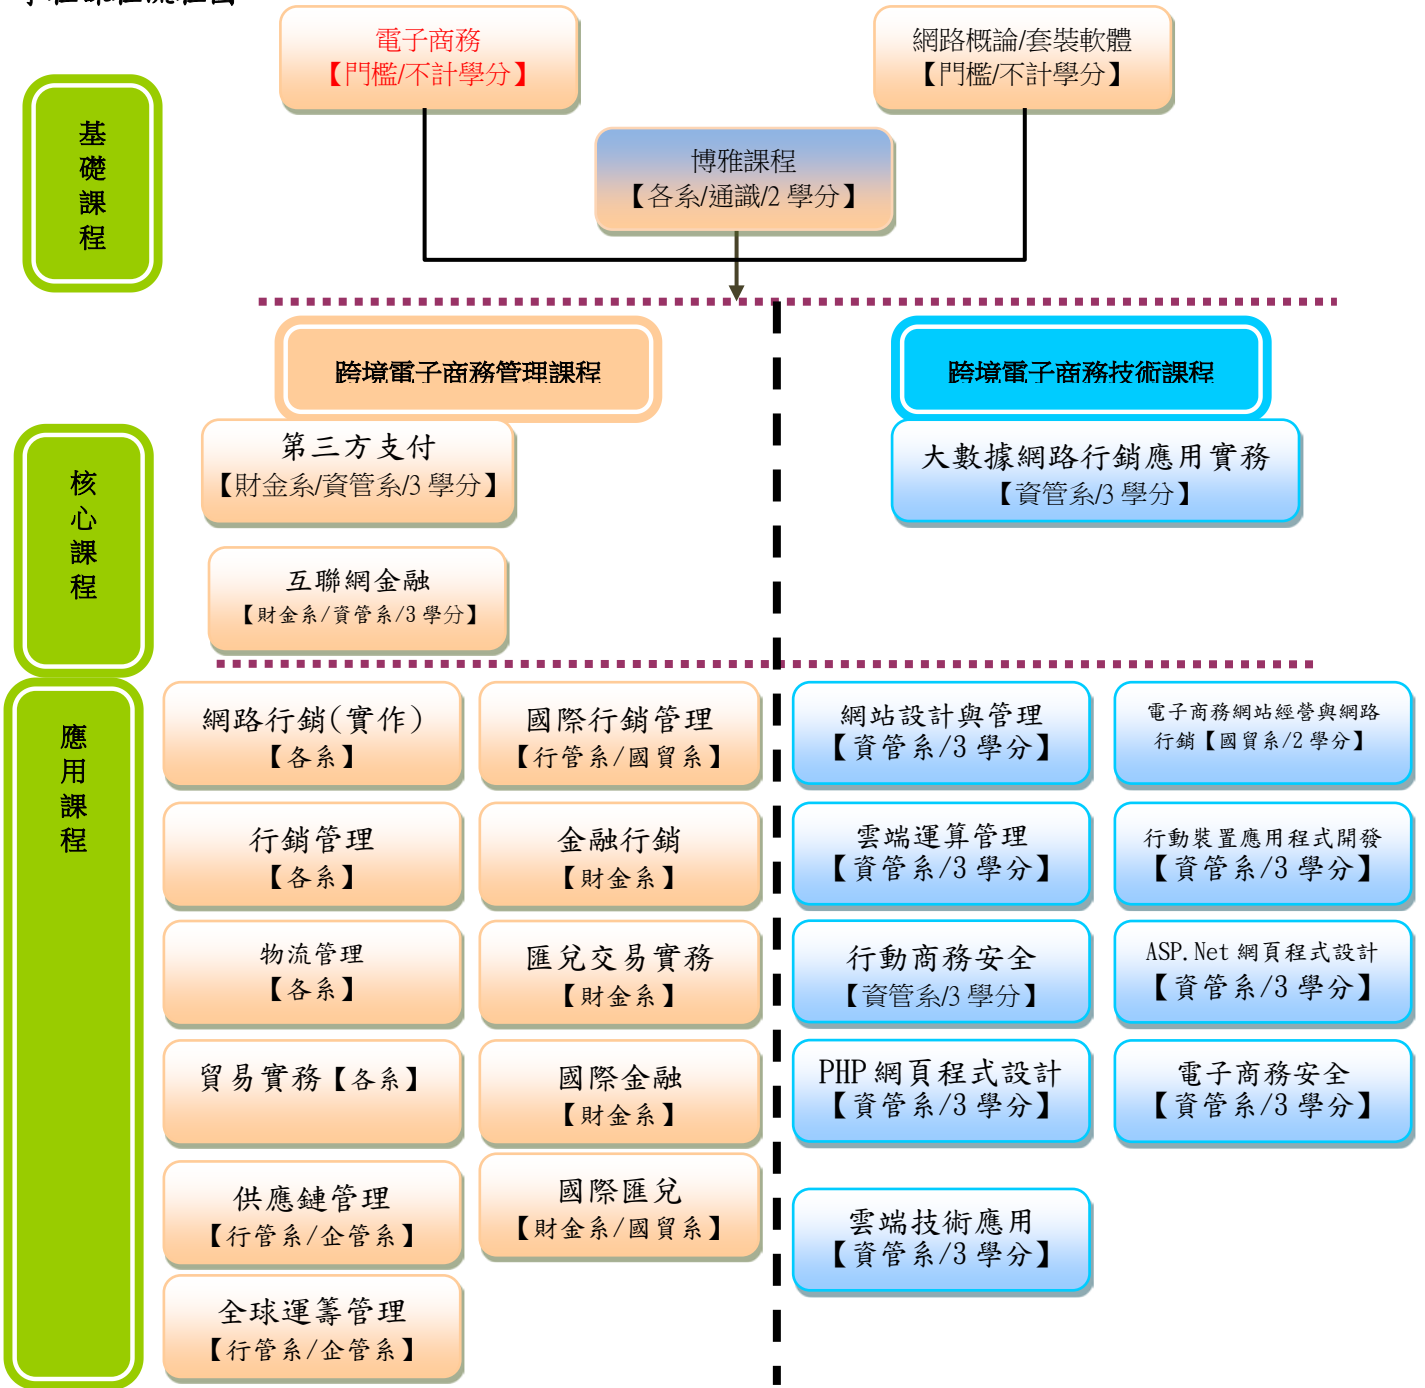 電子商務
【門檻/不計學分】
網路概論/套裝軟體
【門檻/不計學分】
基
礎
課
程
博雅課程
【各系/通識/2 學分】
跨境電子商務管理課程
跨境電子商務技術課程
核
心
課
程
第三方支付
【財金系/資管系/3 學分】
大數據網路行銷應用實務
【資管系/3 學分】
互聯網金融
【財金系/資管系/3 學分】
應
用
課
程
網路行銷(實作)
【各系】
國際行銷管理
【行管系/國貿系】
網站設計與管理
【資管系/3 學分】
電子商務網站經營與網路
行銷【國貿系/2 學分】
行銷管理
【各系】
金融行銷
【財金系】
雲端運算管理
【資管系/3 學分】
行動裝置應用程式開發
【資管系/3 學分】
物流管理
【各系】
匯兌交易實務
【財金系】
行動商務安全
【資管系/3 學分】
ASP.Net 網頁程式設計
【資管系/3 學分】
貿易實務【各系】
國際金融
【財金系】
PHP 網頁程式設計
【資管系/3 學分】
電子商務安全
【資管系/3 學分】
供應鏈管理
【行管系/企管系】
國際匯兌
【財金系/國貿系】
雲端技術應用
【資管系/3 學分】
全球運籌管理
【行管系/企管系】